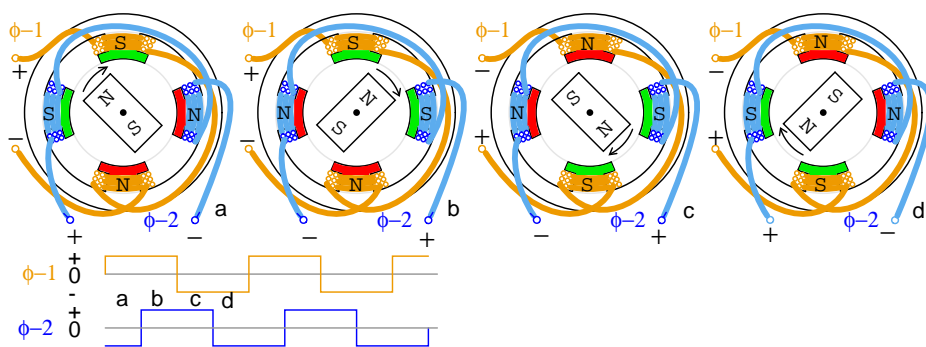 φ−1 φ−1 φ−1 φ−1
S S N N
+ + − −
S N N S N S S N
N S N S S N S N
− − + +
N N S S
φ−2 a φ−2 b φ−2 c φ−2 d
+ − − + − + + −
φ−1 + 0 -
a b c d
φ−2 + 0